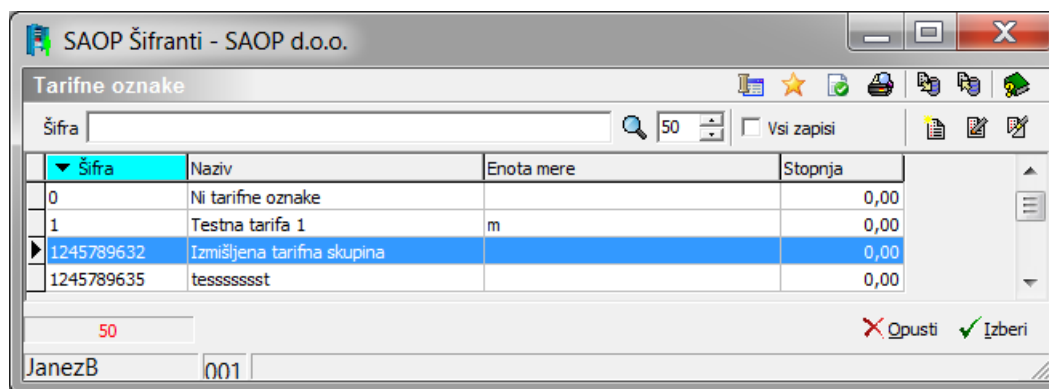 SAOP Šifranti - SAOP d.o.o.
Tarifne oznake
Šifra 50 Vsi zapisi
Šifra Naziv Enota mere Stopnja
0 Ni tarifne oznake 0,00
1 Testna tarifa 1 m 0,00
1245789632 Izmišljena tarifna skupina 0,00
1245789635 tesssssssst 0,00
50 Opusti Izberi
JanezB 001